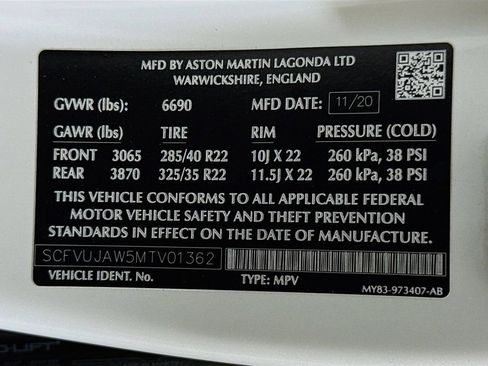 MFD BY ASTON MARTIN LAGONDA LTD
WARWICKSHIRE, ENGLAND
GVWR (lbs): 6690 MFD DATE: 11/20
GAWR (lbs): TIRE RIM PRESSURE (COLD)
FRONT 3065 285/40 R22 10J X 22 260 kPa, 38 PSI
REAR 3870 325/35 R22 11.5J X 22 260 kPa, 38 PSI
THIS VEHICLE CONFORMS TO ALL APPLICABLE FEDERAL
MOTOR VEHICLE SAFETY AND THEFT PREVENTION
STANDARDS IN EFFECT ON THE DATE OF MFR. SHOWN ABOVE
SCFVUJAW5MTV01362
VEHICLE IDENT. No. TYPE: MPV
MY83-973407-AB